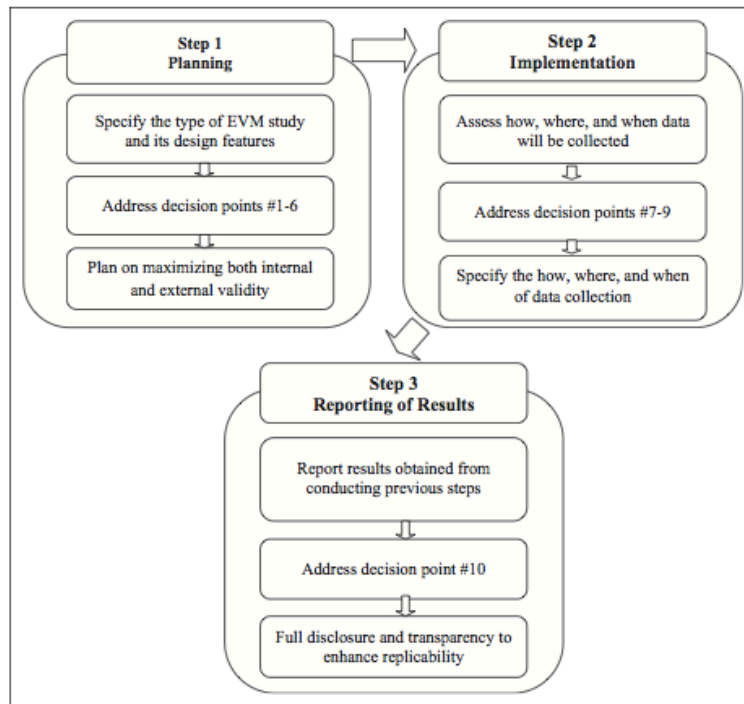 Step 1
Planning
Specify the type of EVM study
and its design features
Address decision points #1-6
Plan on maximizing both internal
and external validity
Step 2
Implementation
Assess how, where, and when data
will be collected
Address decision points #7-9
Specify the how, where, and when
of data collection
Step 3
Reporting of Results
Report results obtained from
conducting previous steps
Address decision point #10
Full disclosure and transparency to
enhance replicability